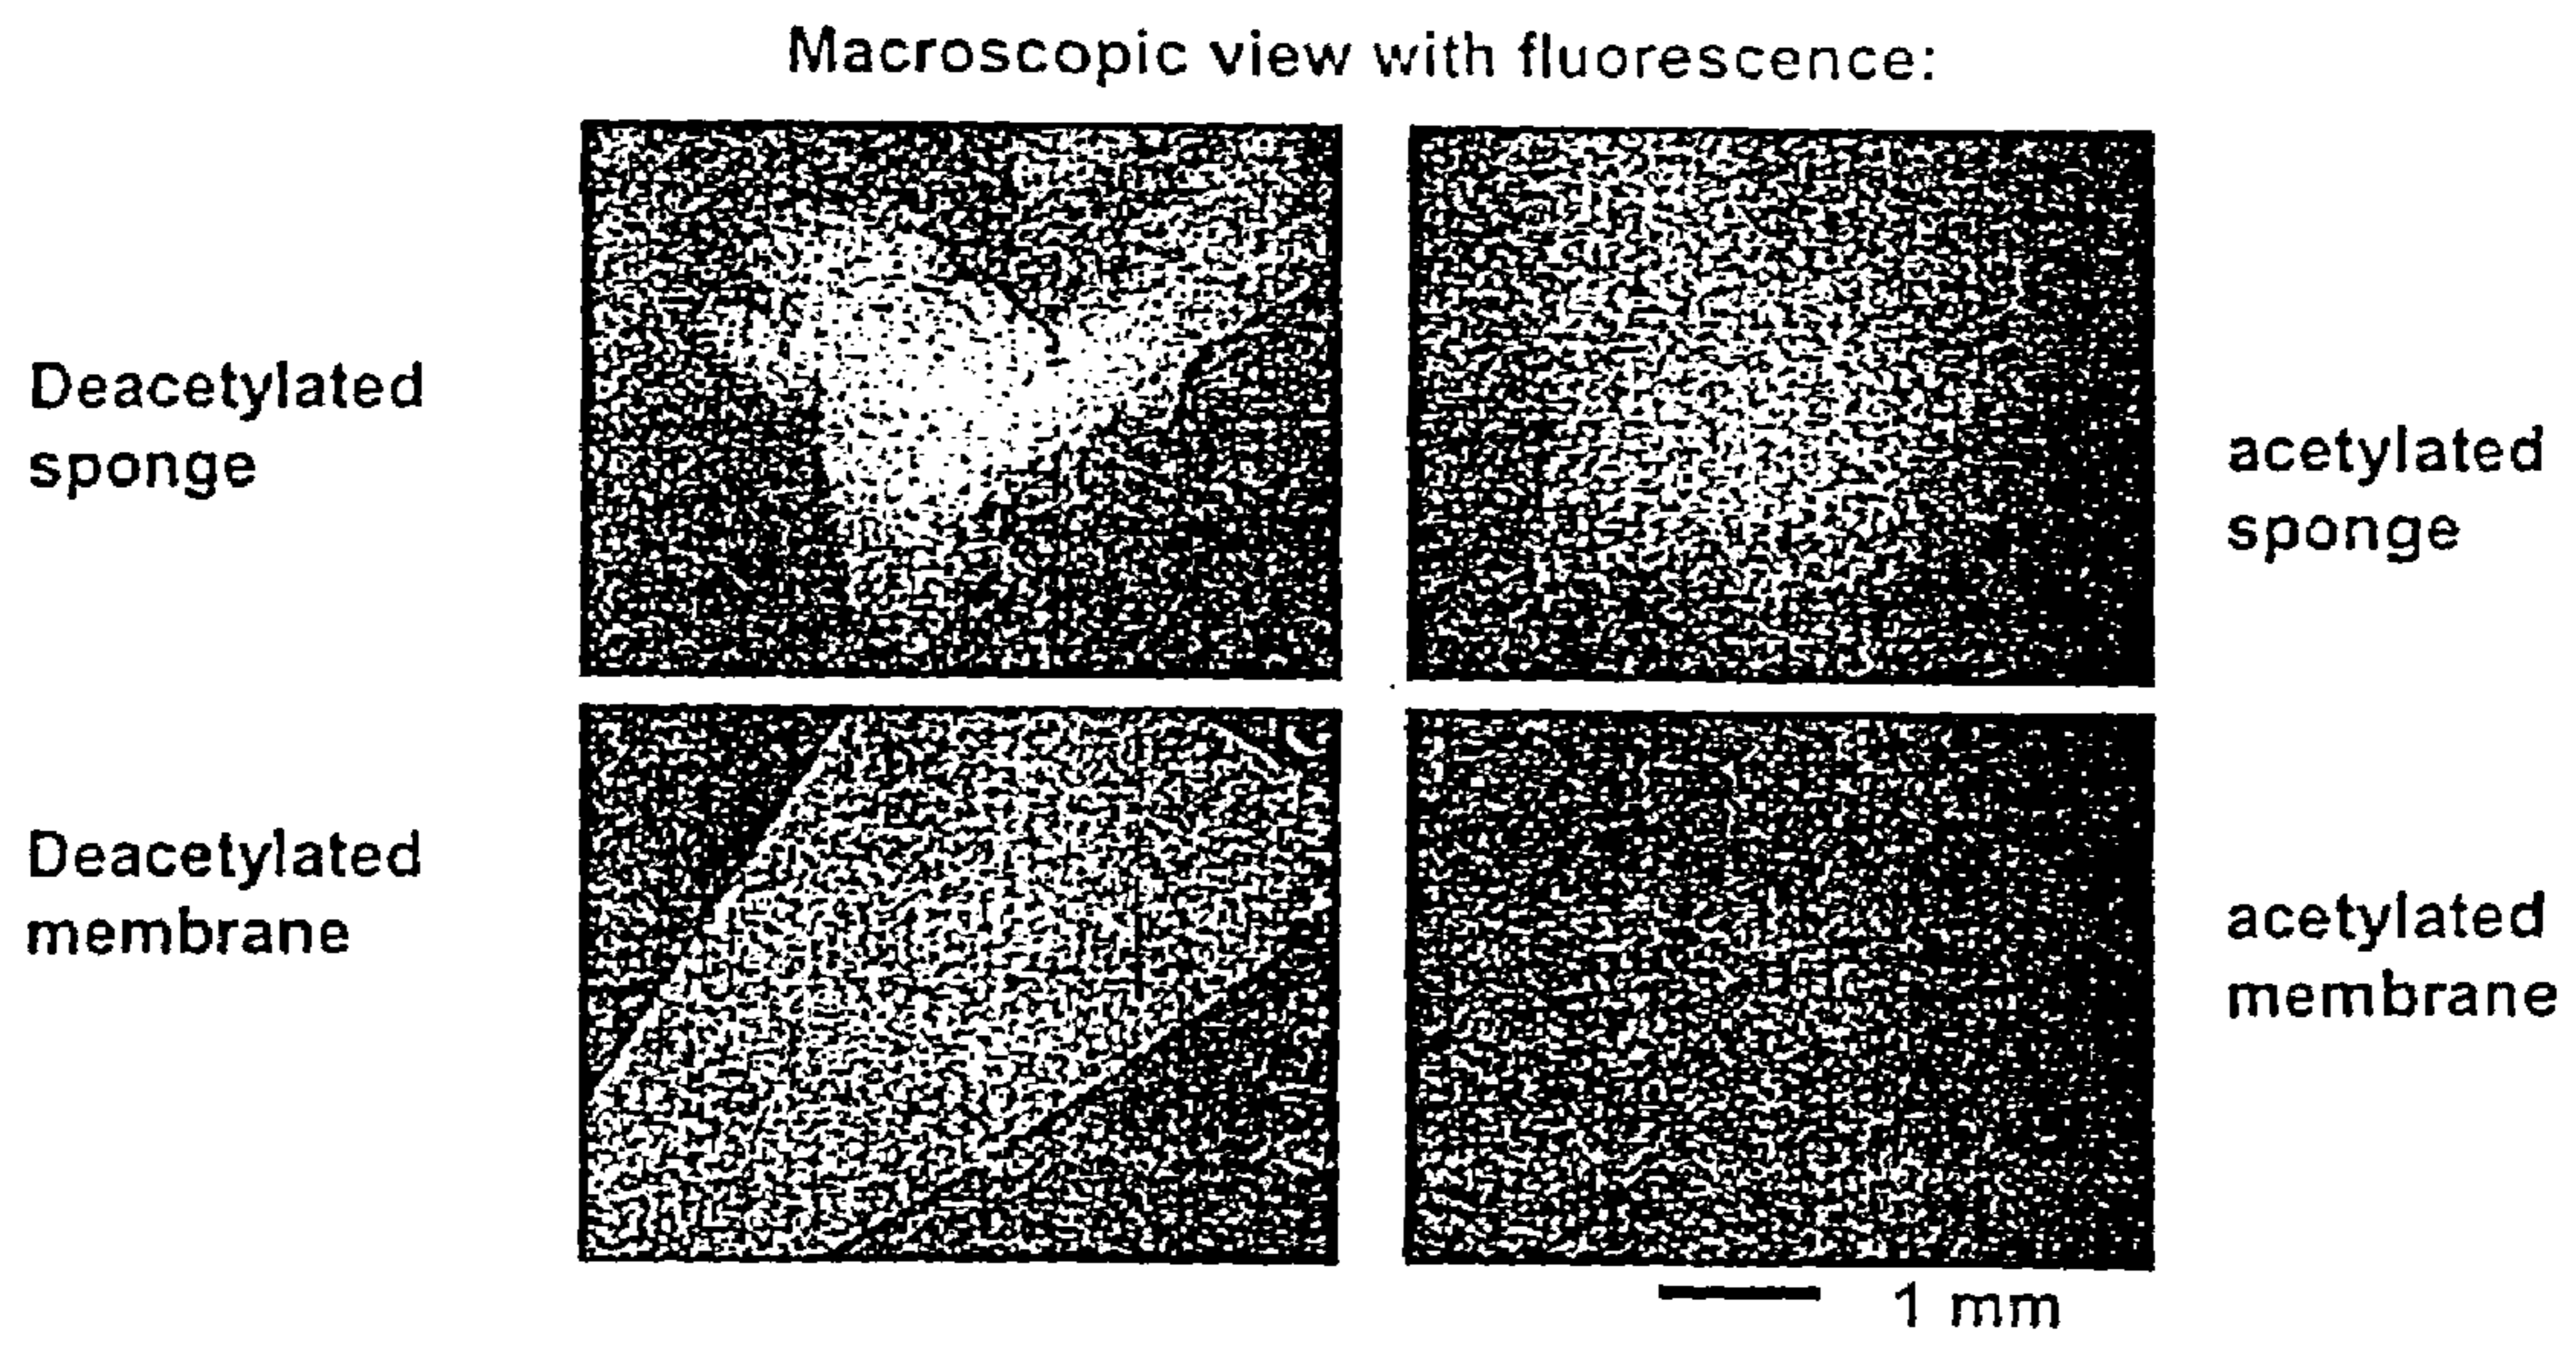 Macroscopic view with fluorescence:
Deacetylated
sponge
acetylated
sponge
Deacetylated
membrane
acetylated
membrane
1 mm